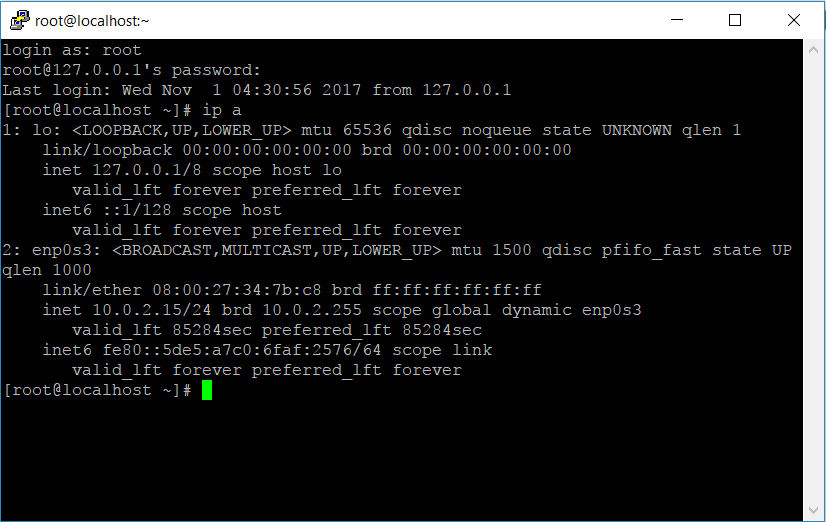 root@localhost:~
login as: root
root@127.0.0.1's password:
Last login: Wed Nov  1 04:30:56 2017 from 127.0.0.1
[root@localhost ~]# ip a
1: lo: <LOOPBACK,UP,LOWER_UP> mtu 65536 qdisc noqueue state UNKNOWN qlen 1
    link/loopback 00:00:00:00:00:00 brd 00:00:00:00:00:00
    inet 127.0.0.1/8 scope host lo
       valid_lft forever preferred_lft forever
    inet6 ::1/128 scope host
       valid_lft forever preferred_lft forever
2: enp0s3: <BROADCAST,MULTICAST,UP,LOWER_UP> mtu 1500 qdisc pfifo_fast state UP
qlen 1000
    link/ether 08:00:27:34:7b:c8 brd ff:ff:ff:ff:ff:ff
    inet 10.0.2.15/24 brd 10.0.2.255 scope global dynamic enp0s3
       valid_lft 85284sec preferred_lft 85284sec
    inet6 fe80::5de5:a7c0:6faf:2576/64 scope link
       valid_lft forever preferred_lft forever
[root@localhost ~]#